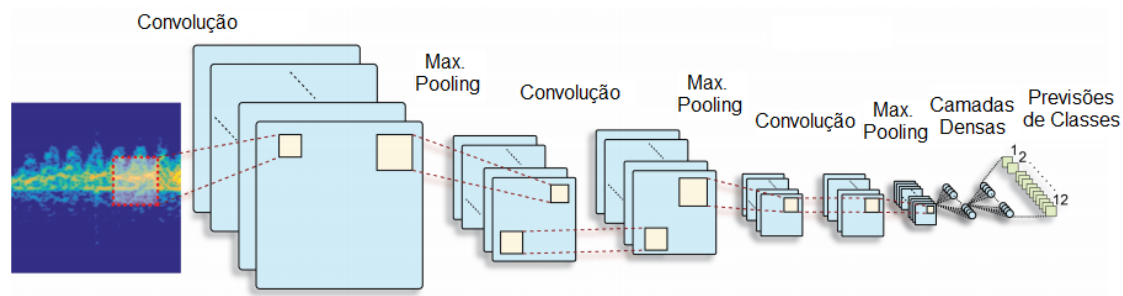 Convolução
Max.
Pooling
Convolução
Max.
Pooling
Convolução
Max.
Pooling
Camadas
Densas
Previsões
de Classes
1
2
12